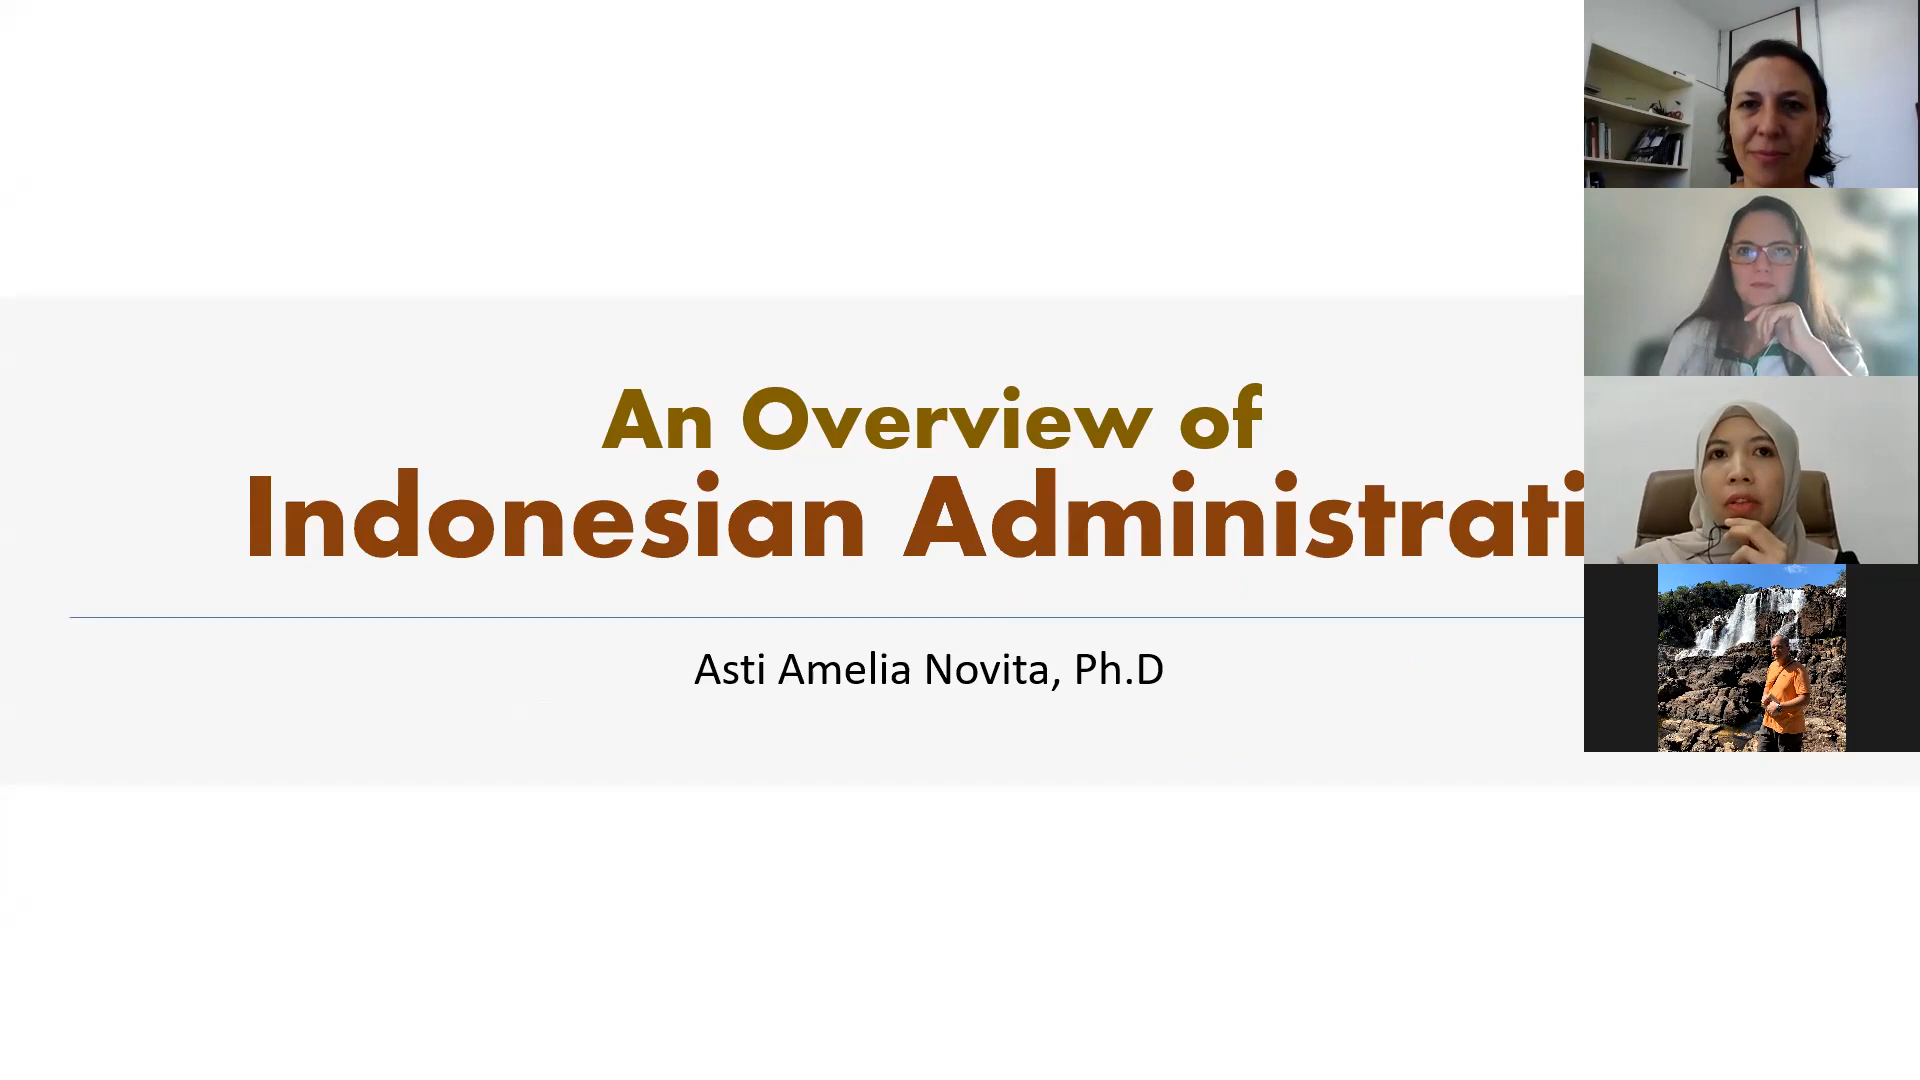 An Overview of
Indonesian Administrati
Asti Amelia Novita, Ph.D